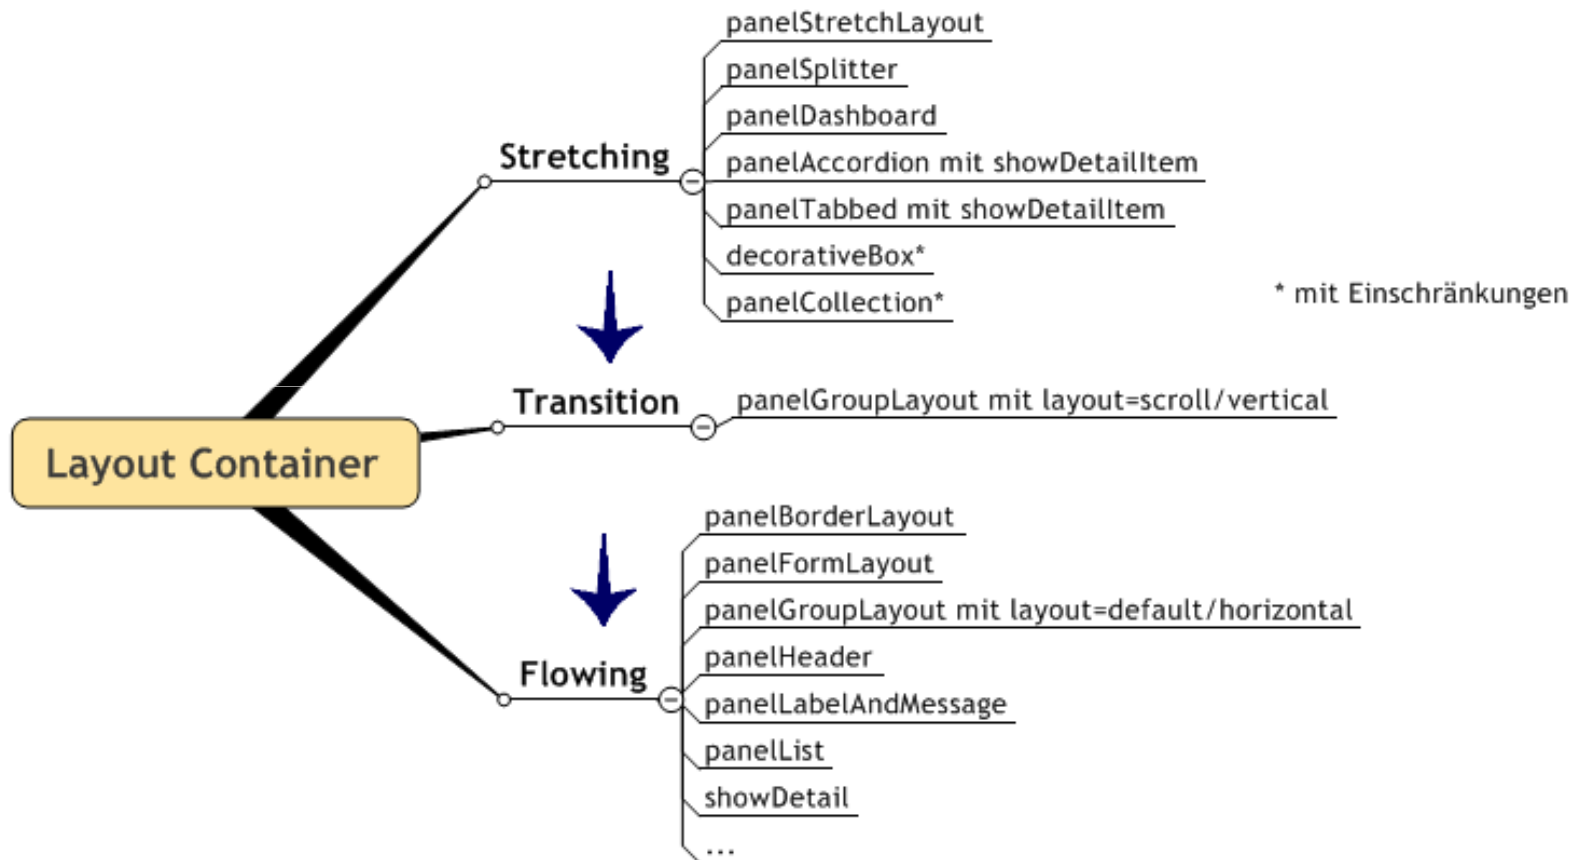 panelStretchLayout
panelSplitter
panelDashboard
Stretching
panelAccordion mit showDetailItem
panelTabbed mit showDetailItem
decorativeBox*
panelCollection*
* mit Einschränkungen
Transition
panelGroupLayout mit layout=scroll/vertical
Layout Container
panelBorderLayout
panelFormLayout
panelGroupLayout mit layout=default/horizontal
Flowing
panelHeader
panelLabelAndMessage
panelList
showDetail
...